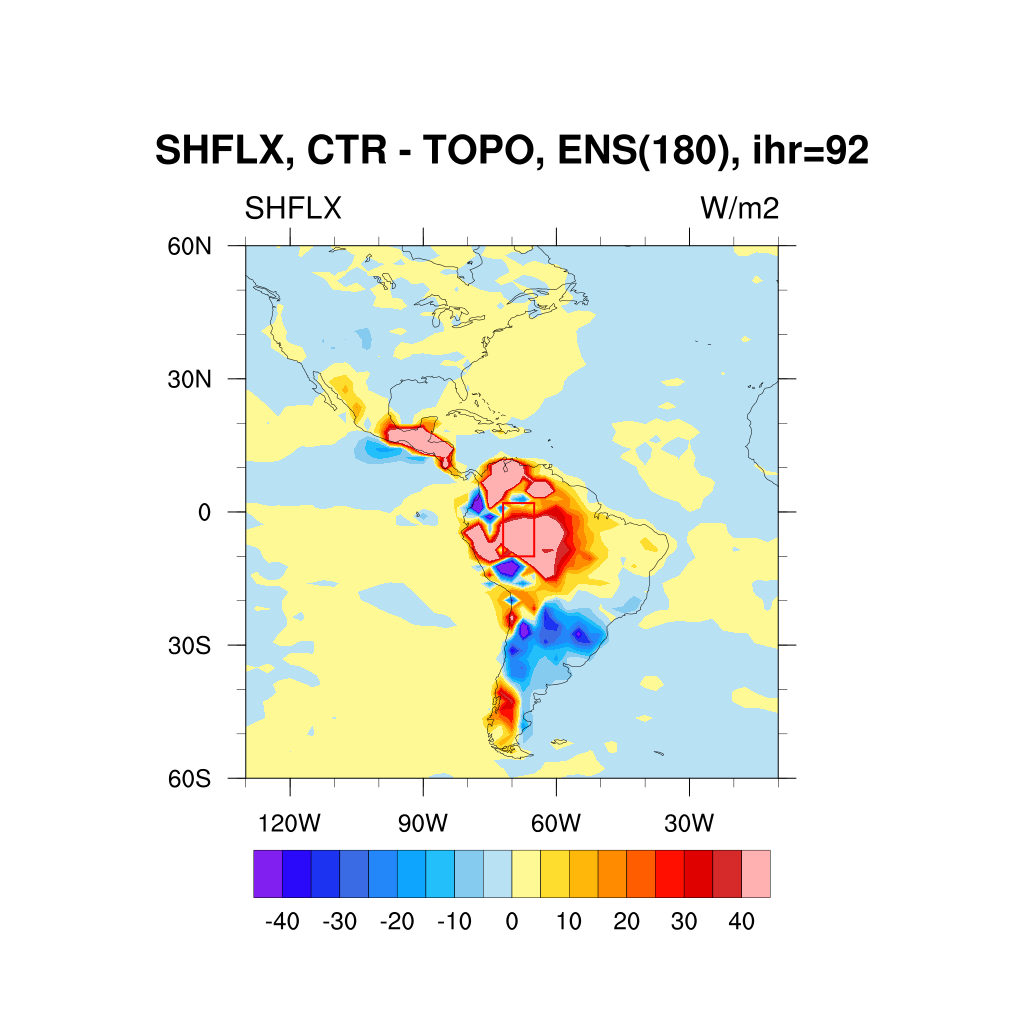 SHFLX, CTR - TOPO, ENS(180), ihr=92
SHFLX W/m2
60N
30N
0
30S
60S
120W 90W 60W 30W
-40 -30 -20 -10 0 10 20 30 40